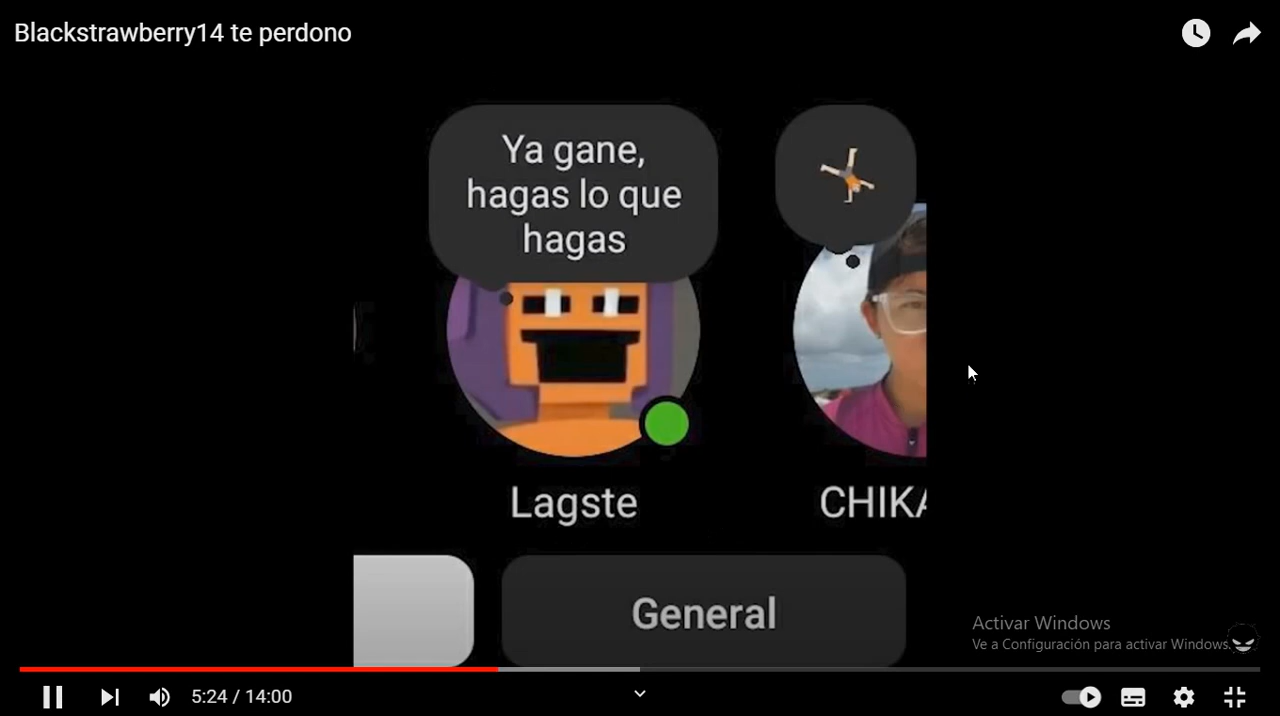 Blackstrawberry14 te perdono
Ya gane,
hagas lo que
hagas
Lagste
CHIKA
General
Activar Windows
Ve a Configuración para activar Windows.
5:24 / 14:00